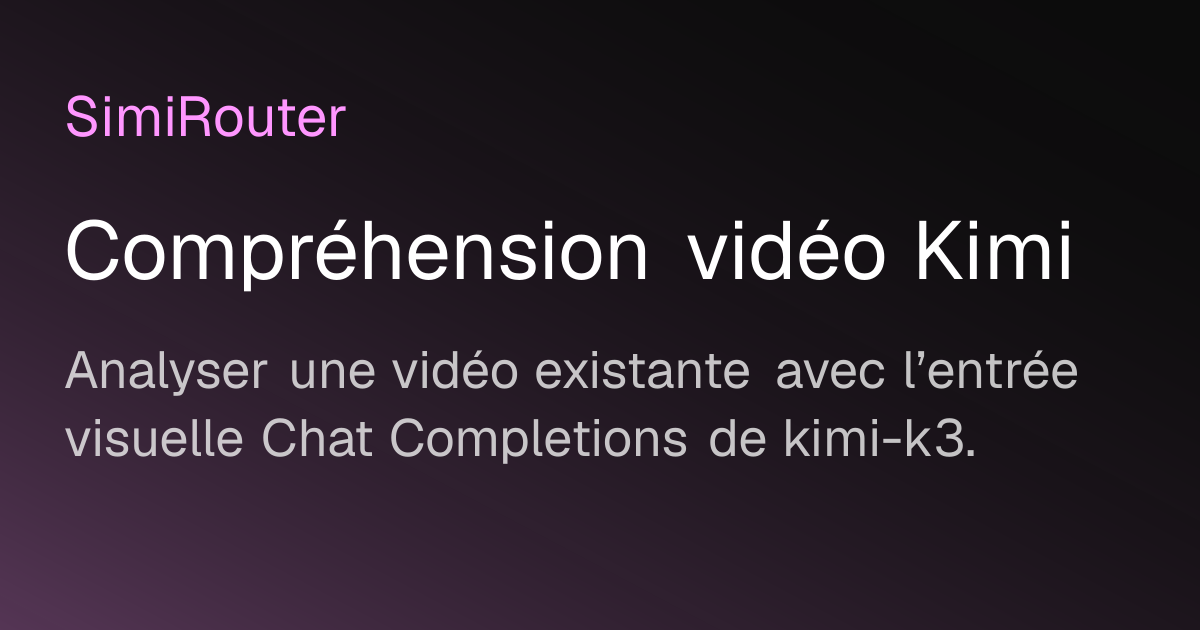 SimiRouter
Compréhension vidéo Kimi
Analyser une vidéo existante avec l’entrée
visuelle Chat Completions de kimi-k3.